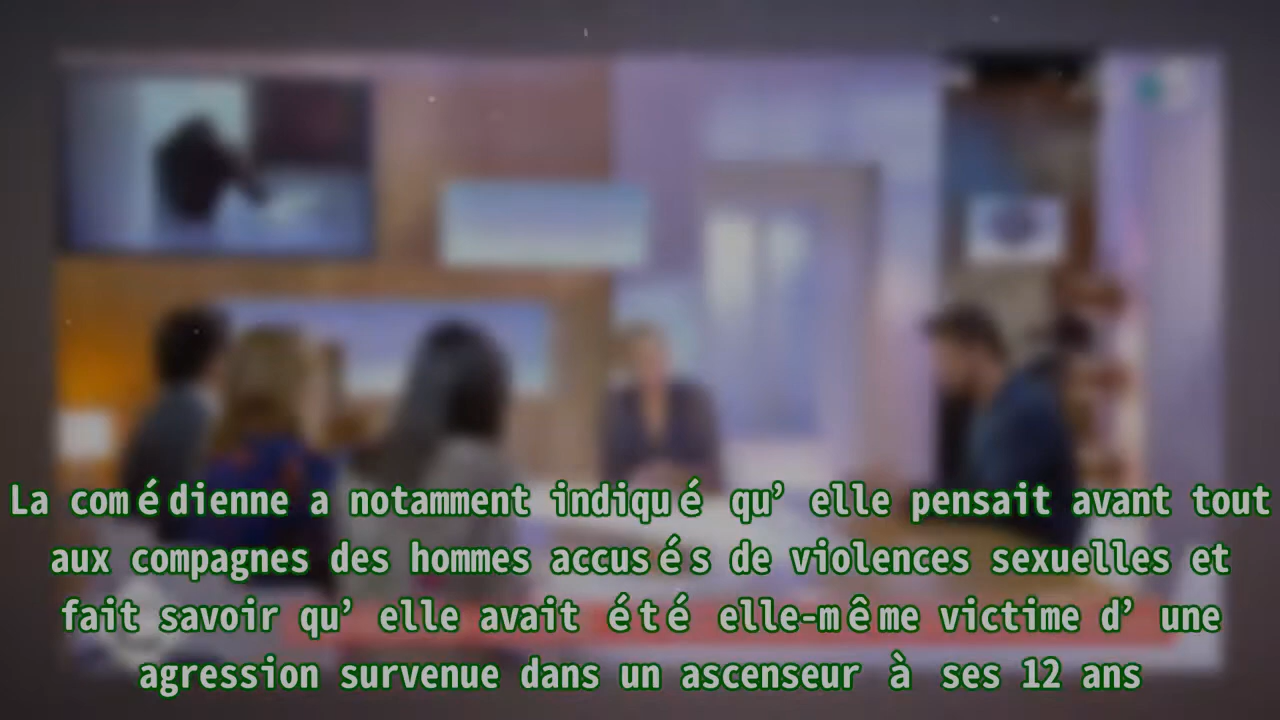 La comédienne a notamment indiqué qu’ elle pensait avant tout
aux compagnes des hommes accusés de violences sexuelles et
fait savoir qu’ elle avait été elle-même victime d’ une
agression survenue dans un ascenseur à ses 12 ans